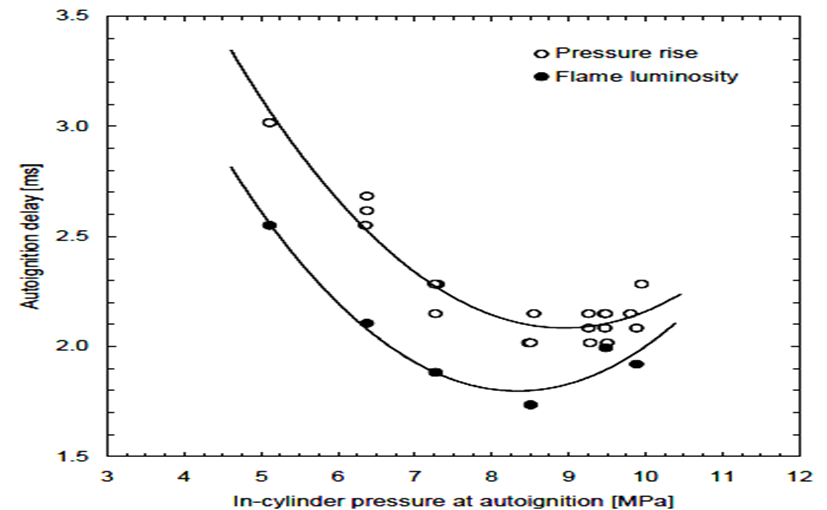 3.5
Pressure rise
Flame luminosity
3.0
2.5
2.0
1.5
Autoignition delay [ms]
3 4 5 6 7 8 9 10 11 12
In-cylinder pressure at autoignition [MPa]